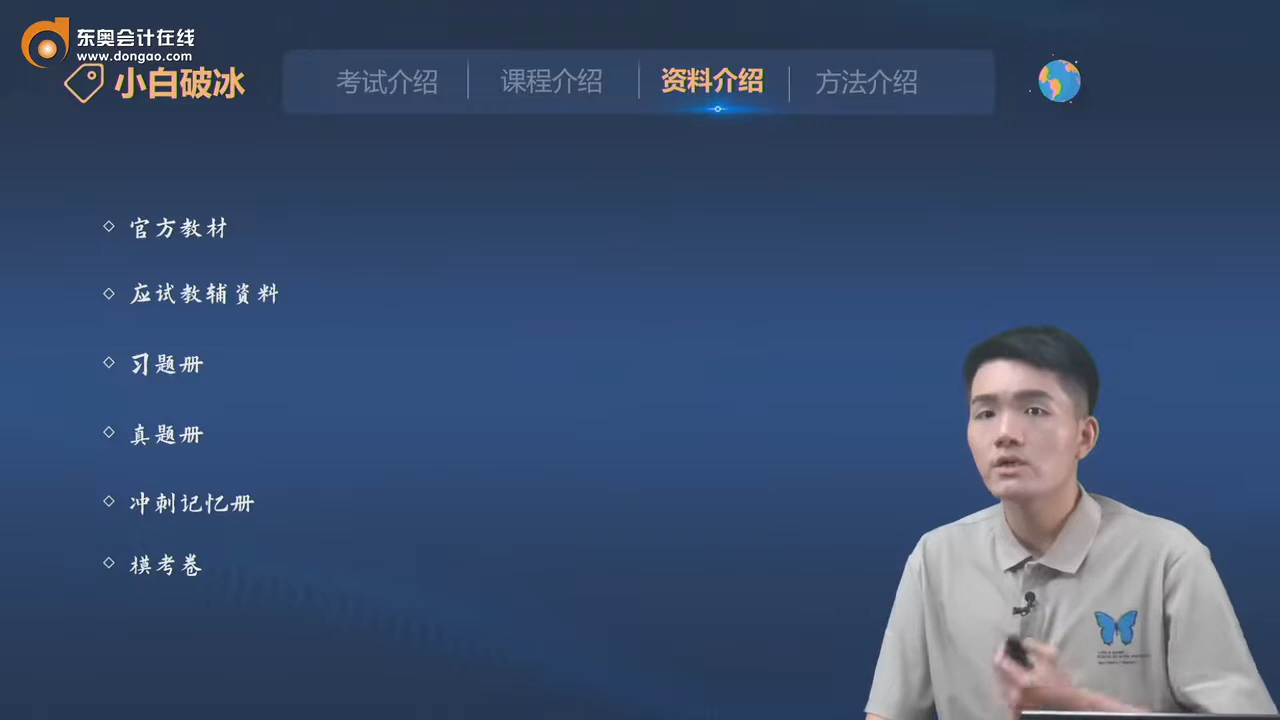 东奥会计在线
www.dongao.com
小白破冰
考试介绍
课程介绍
资料介绍
方法介绍
官方教材
应试教辅资料
习题册
真题册
冲刺记忆册
模考卷